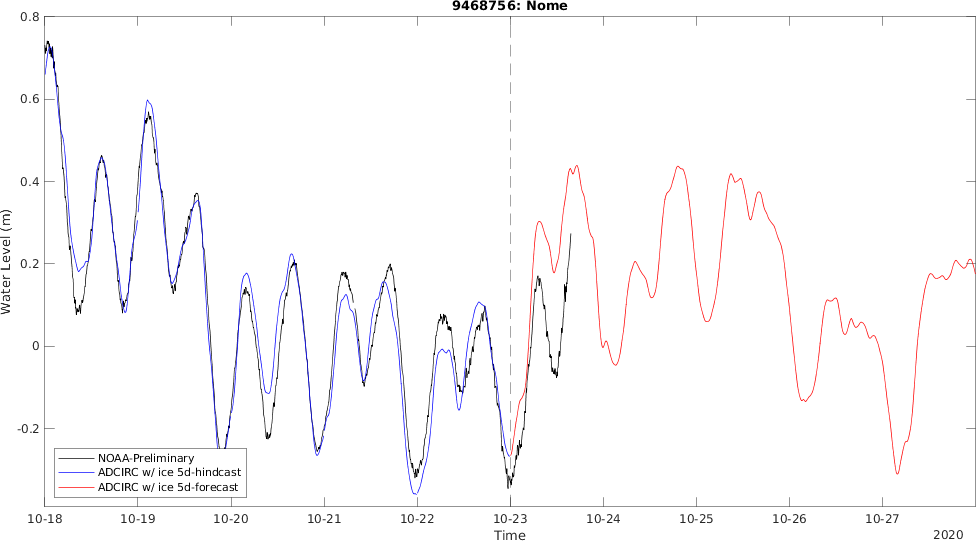 9468756: Nome
0.8
0.6
0.4
0.2
0
-0.2
Water Level (m)
NOAA-Preliminary
ADCIRC w/ ice 5d-hindcast
ADCIRC w/ ice 5d-forecast
10-18 10-19 10-20 10-21 10-22 10-23 10-24 10-25 10-26 10-27
Time
2020